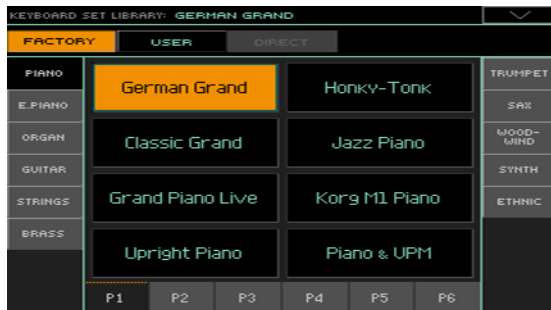 KEYBOARD SET LIBRARY: GERMAN GRAND
FACTORY USER DIRECT
PIANO
E.PIANO
ORGAN
GUITAR
STRINGS
BRASS
German Grand Honky-Tonk
Classic Grand Jazz Piano
Grand Piano Live Korg M1 Piano
Upright Piano Piano & UPM
TRUMPET
SAX
WOOD-
WIND
SYNTH
ETHNIC
P1 P2 P3 P4 P5 P6